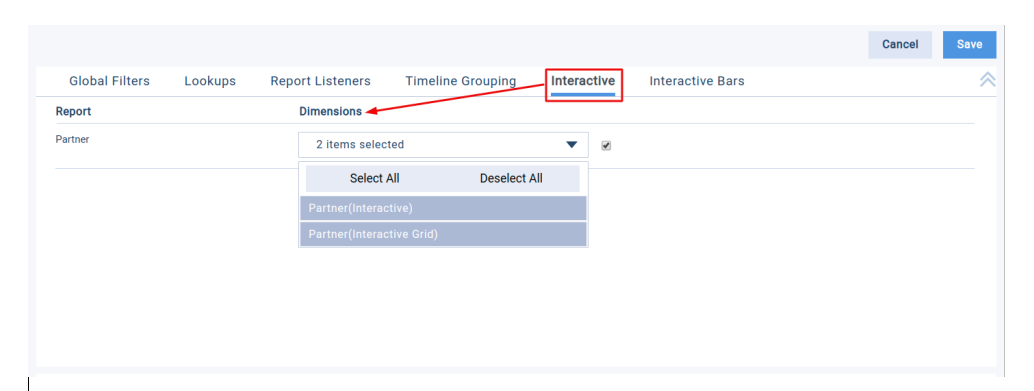 Cancel Save
Global Filters Lookups Report Listeners Timeline Grouping Interactive Interactive Bars
Report Dimensions
Partner 2 items selected
Select All Deselect All
Partner(Interactive)
Partner(Interactive Grid)